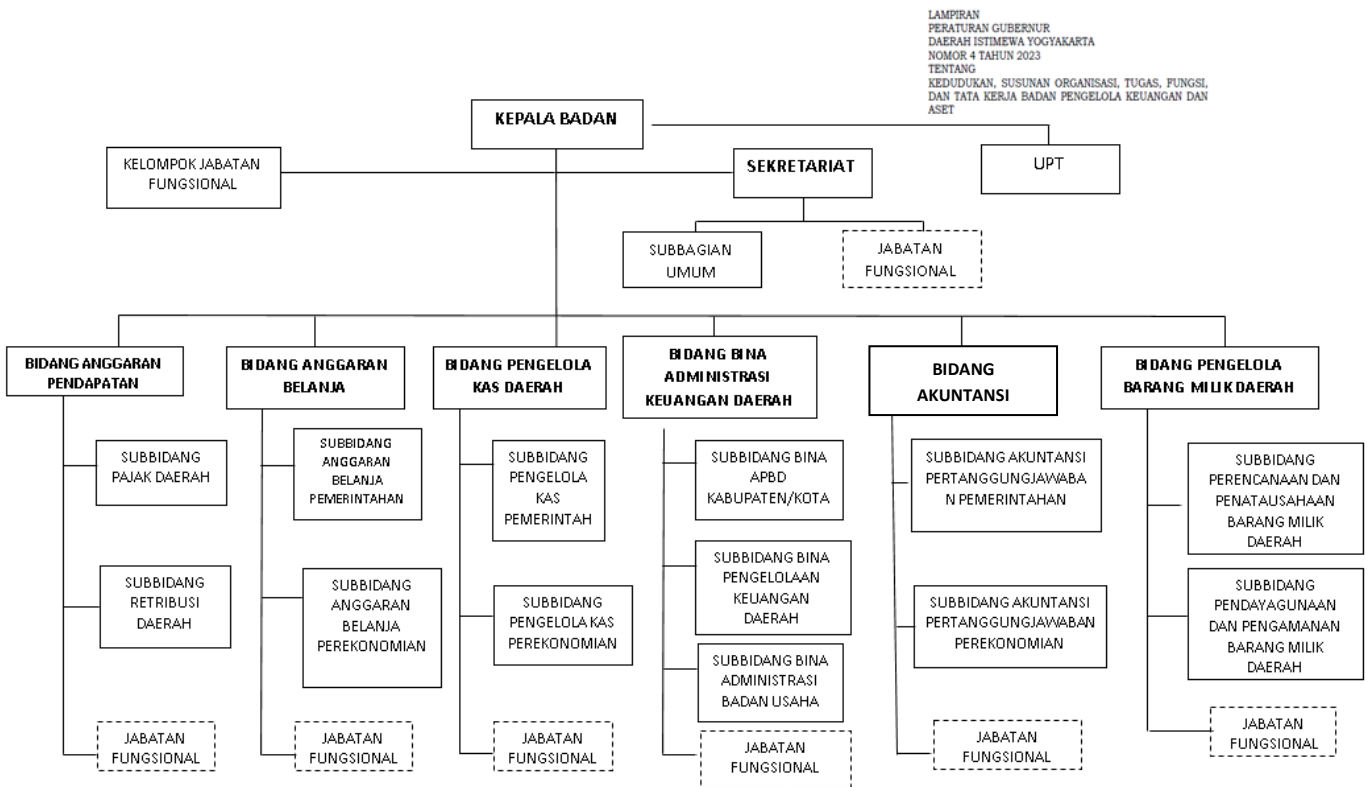 LAMPIRAN
PERATURAN GUBERNUR
DAERAH ISTIMEWA YOGYAKARTA
NOMOR 4 TAHUN 2023
TENTANG
KEDUDUKAN, SUSUNAN ORGANISASI, TUGAS, FUNGSI,
DAN TATA KERJA BADAN PENGELOLA KEUANGAN DAN
ASET
KEPALA BADAN
KELOMPOK JABATAN
FUNGSIONAL
SEKRETARIAT
UPT
SUBBAGIAN
UMUM
JABATAN
FUNGSIONAL
BIDANG ANGGARAN
PENDAPATAN
BIDANG ANGGARAN
BELANJA
BIDANG PENGELOLA
KAS DAERAH
BIDANG BINA
ADMINISTRASI
KEUANGAN DAERAH
BIDANG
AKUNTANSI
BIDANG PENGELOLA
BARANG MILIK DAERAH
SUBBIDANG
PAJAK DAERAH
SUBBIDANG
ANGGARAN
BELANJA
PEMERINTAHAN
SUBBIDANG
PENGELOLA
KAS
PEMERINTAH
SUBBIDANG BINA
APBD
KABUPATEN/KOTA
SUBBIDANG AKUNTANSI
PERTANGGUNGJAWABA
N PEMERINTAHAN
SUBBIDANG
PERENCANAAN DAN
PENATAUSAHAAN
BARANG MILIK
DAERAH
SUBBIDANG
RETRIBUSI
DAERAH
SUBBIDANG
ANGGARAN
BELANJA
PEREKONOMIAN
SUBBIDANG
PENGELOLA KAS
PEREKONOMIAN
SUBBIDANG BINA
PENGELOLAAN
KEUANGAN
DAERAH
SUBBIDANG AKUNTANSI
PERTANGGUNGJAWABAN
PEREKONOMIAN
SUBBIDANG
PENDAYAGUNAAN
DAN PENGAMANAN
BARANG MILIK
DAERAH
SUBBIDANG BINA
ADMINISTRASI
BADAN USAHA
JABATAN
FUNGSIONAL
JABATAN
FUNGSIONAL
JABATAN
FUNGSIONAL
JABATAN
FUNGSIONAL
JABATAN
FUNGSIONAL
JABATAN
FUNGSIONAL